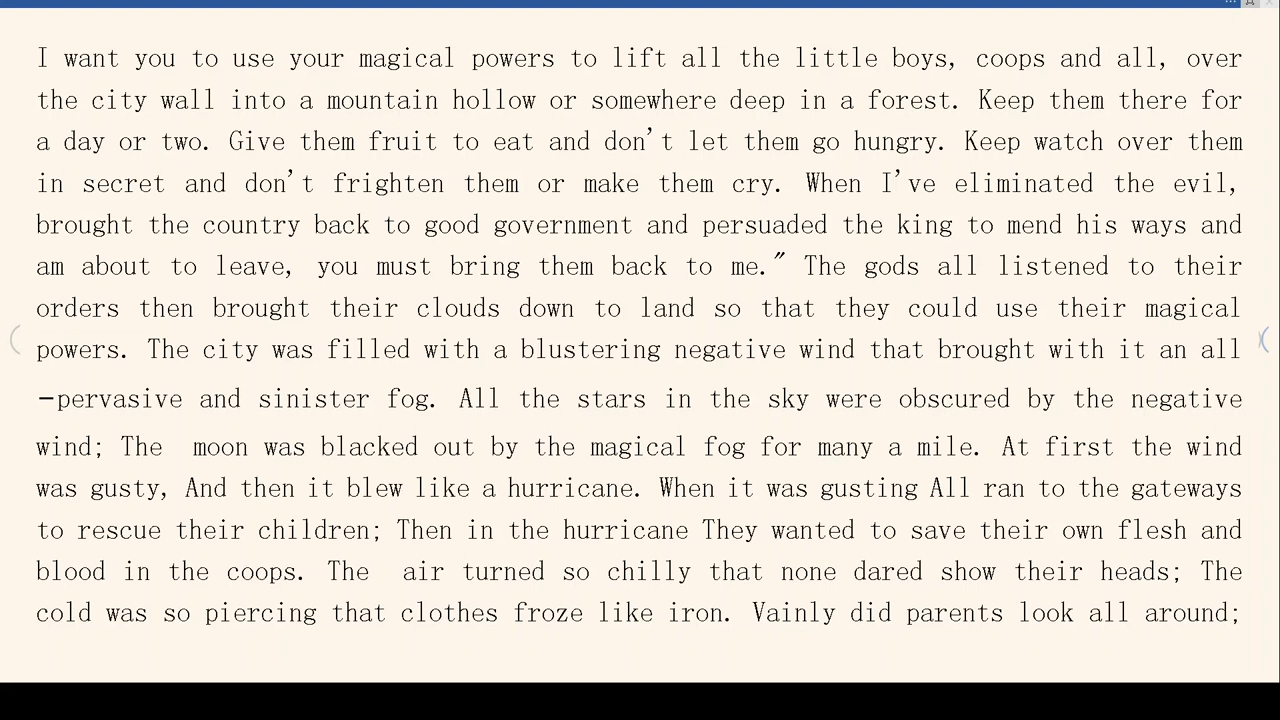 I want you to use your magical powers to lift all the little boys, coops and all, over
the city wall into a mountain hollow or somewhere deep in a forest. Keep them there for
a day or two. Give them fruit to eat and don't let them go hungry. Keep watch over them
in secret and don't frighten them or make them cry. When I've eliminated the evil,
brought the country back to good government and persuaded the king to mend his ways and
am about to leave, you must bring them back to me." The gods all listened to their
orders then brought their clouds down to land so that they could use their magical
powers. The city was filled with a blustering negative wind that brought with it an all
-pervasive and sinister fog. All the stars in the sky were obscured by the negative
wind; The moon was blacked out by the magical fog for many a mile. At first the wind
was gusty, And then it blew like a hurricane. When it was gusting All ran to the gateways
to rescue their children; Then in the hurricane They wanted to save their own flesh and
blood in the coops. The air turned so chilly that none dared show their heads; The
cold was so piercing that clothes froze like iron. Vainly did parents look all around;